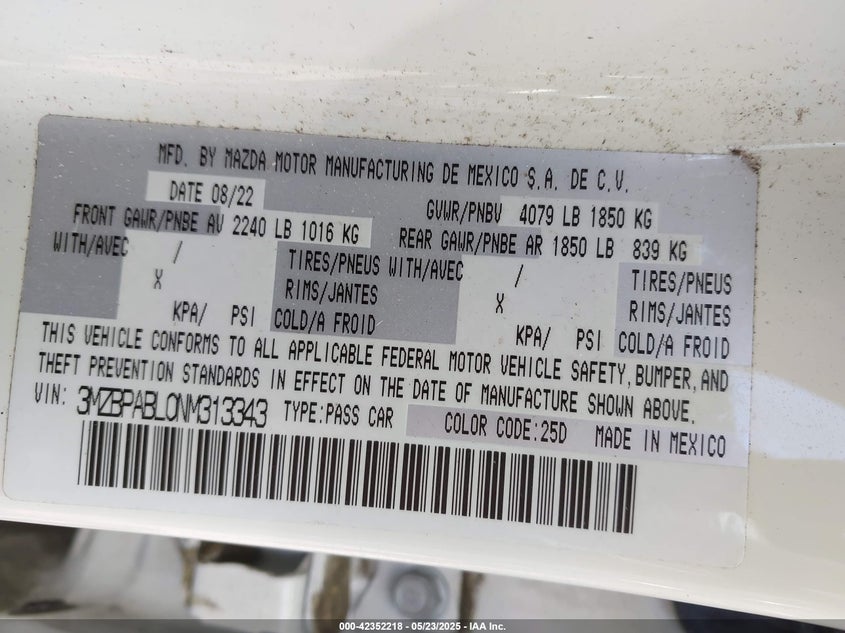 MFD. BY MAZDA MOTOR MANUFACTURING DE MEXICO S.A. DE C.V.
DATE 08/22 GVWR/PNBV 4079 LB 1850 KG
FRONT GAWR/PNBE AV 2240 LB 1016 KG REAR GAWR/PNBE AR 1850 LB 839 KG
WITH/AVEC / TIRES/PNEUS WITH/AVEC / TIRES/PNEUS
X RIMS/JANTES X RIMS/JANTES
KPA/ PSI COLD/A FROID KPA/ PSI COLD/A FROID
THIS VEHICLE CONFORMS TO ALL APPLICABLE FEDERAL MOTOR VEHICLE SAFETY, BUMPER, AND
THEFT PREVENTION STANDARDS IN EFFECT ON THE DATE OF MANUFACTURE SHOWN ABOVE.
VIN: 3MZBPABL0NM313343 TYPE:PASS CAR COLOR CODE:25D MADE IN MEXICO
000-42352218 - 05/23/2025 - IAA Inc.